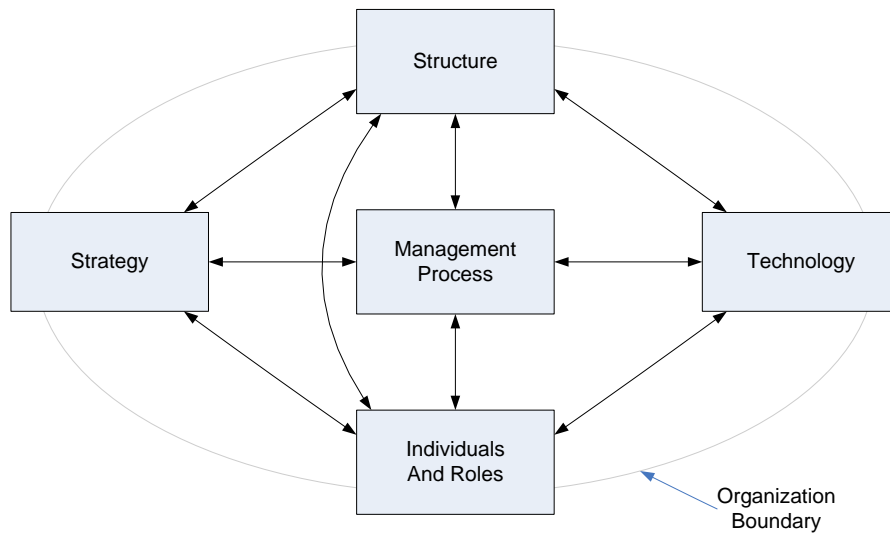 Structure
Strategy
Management
Process
Technology
Individuals
And Roles
Organization
Boundary